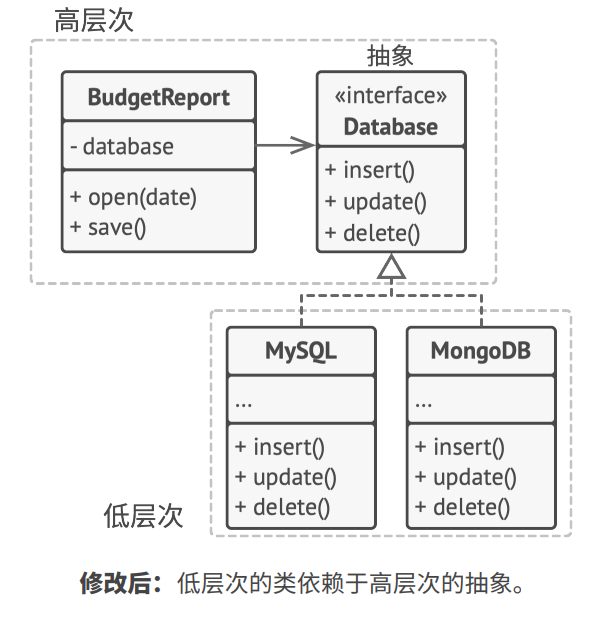 高层次
抽象
BudgetReport
- database
+ open(date)
+ save()
«interface»
Database
+ insert()
+ update()
+ delete()
MySQL
...
+ insert()
+ update()
+ delete()
MongoDB
...
+ insert()
+ update()
+ delete()
低层次
修改后：低层次的类依赖于高层次的抽象。